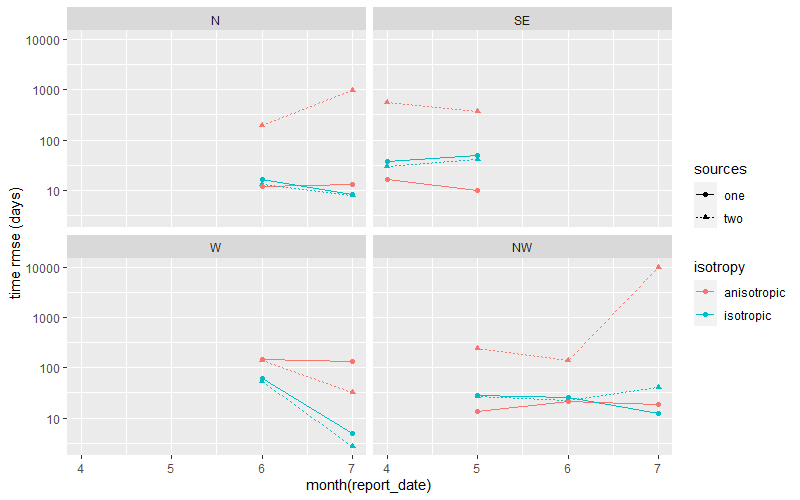 N
SE
10000
1000
100
10
W
NW
10000
1000
100
10
4
5
6
7
4
5
6
7
month(report_date)
time rmse (days)
sources
one
two
isotropy
anisotropic
isotropic